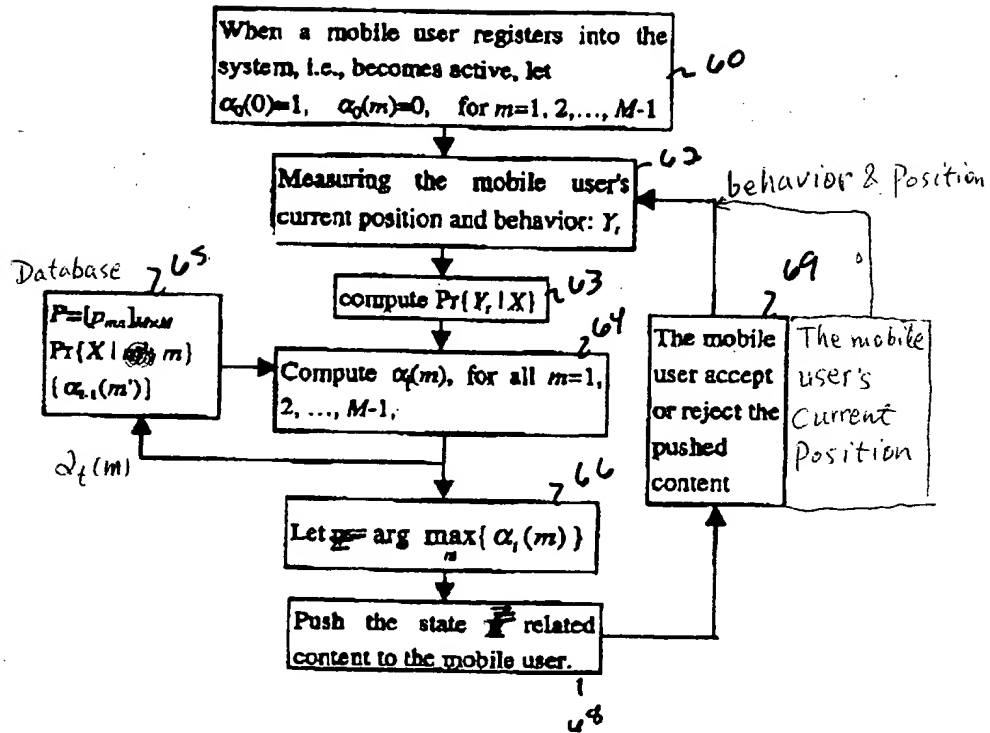 When a mobile user registers into the
system, i.e., becomes active, let
α₀(0)=1, α₀(m)=0, for m=1, 2,..., M-1
60
62
Measuring the mobile user's
current position and behavior: Yₜ
behavior & Position
63
compute Pr{Yₜ | X}
Database
65
P=[pₘₙ]ₘₓₘ
Pr{X | m}
{αₜ₋₁(m')}
64
Compute αₜ(m), for all m=1,
2, ..., M-1,
αₜ(m)
69
The mobile
user accept
or reject the
pushed
content
The mobile
user's
Current
Position
66
Let = arg max{αₜ(m)}
m
Push the state related
content to the mobile user.
68